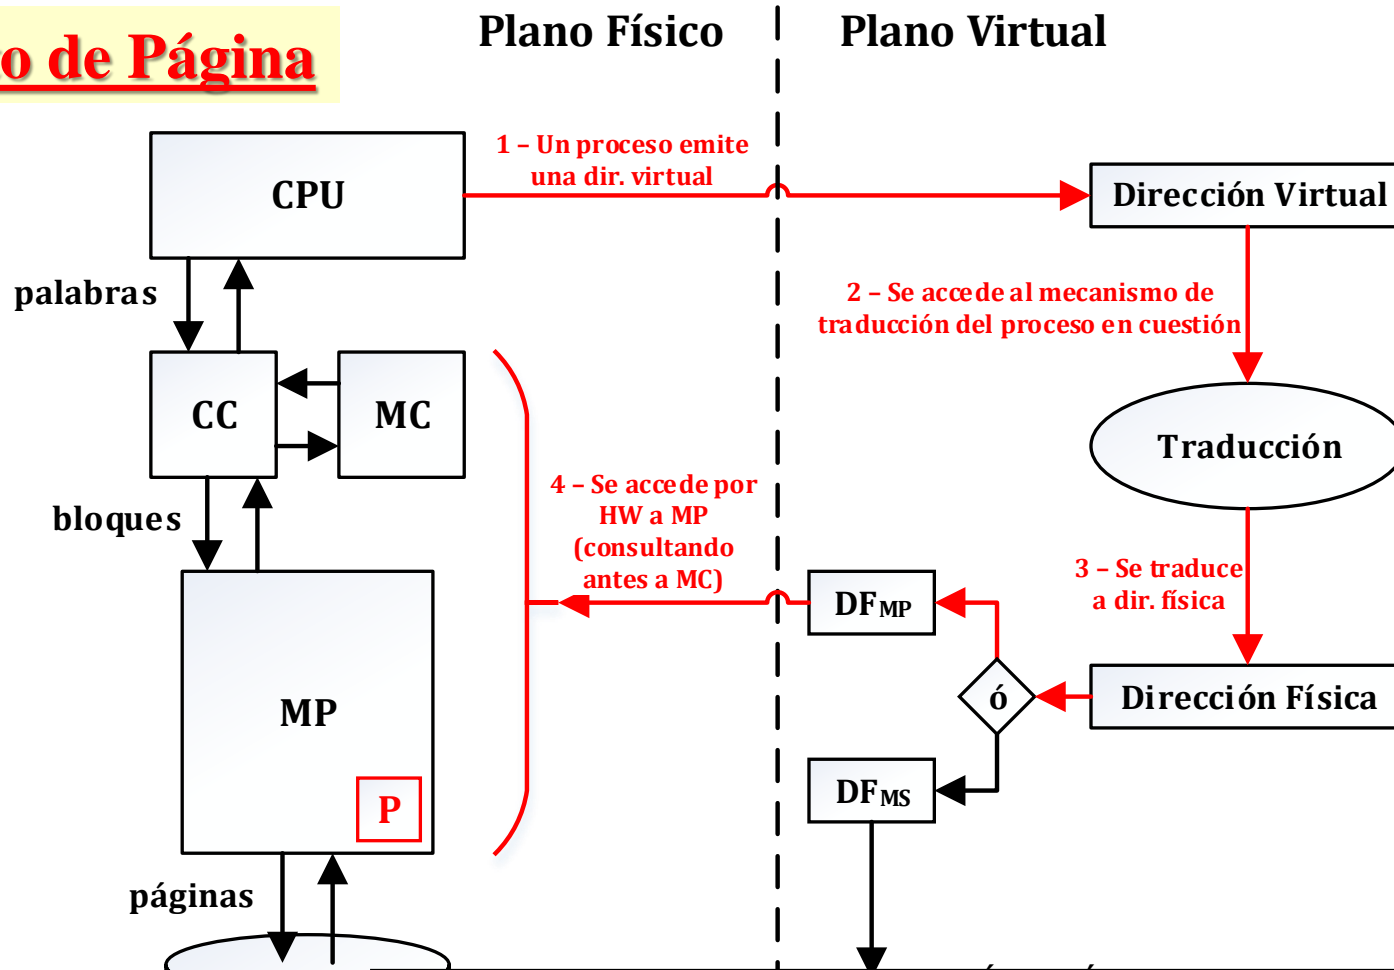 Plano Físico
Plano Virtual
de Página
1 – Un proceso emite
una dir. virtual
CPU
Dirección Virtual
palabras
2 – Se accede al mecanismo de
traducción del proceso en cuestión
CC
MC
Traducción
4 – Se accede por
HW a MP
(consultando
antes a MC)
bloques
3 – Se traduce
a dir. física
DFMP
MP
ó
Dirección Física
P
DFMS
páginas